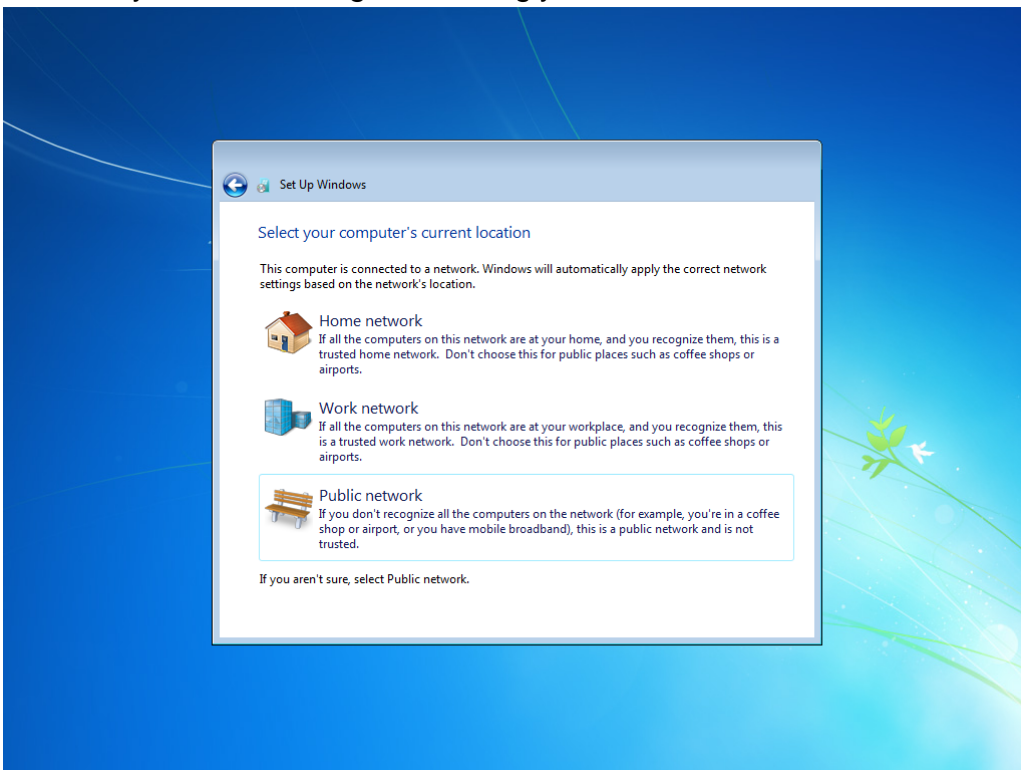 Set Up Windows
Select your computer's current location
This computer is connected to a network. Windows will automatically apply the correct network
settings based on the network's location.
Home network
If all the computers on this network are at your home, and you recognize them, this is a
trusted home network. Don't choose this for public places such as coffee shops or
airports.
Work network
If all the computers on this network are at your workplace, and you recognize them, this
is a trusted work network. Don't choose this for public places such as coffee shops or
airports.
Public network
If you don't recognize all the computers on the network (for example, you're in a coffee
shop or airport, or you have mobile broadband), this is a public network and is not
trusted.
If you aren't sure, select Public network.